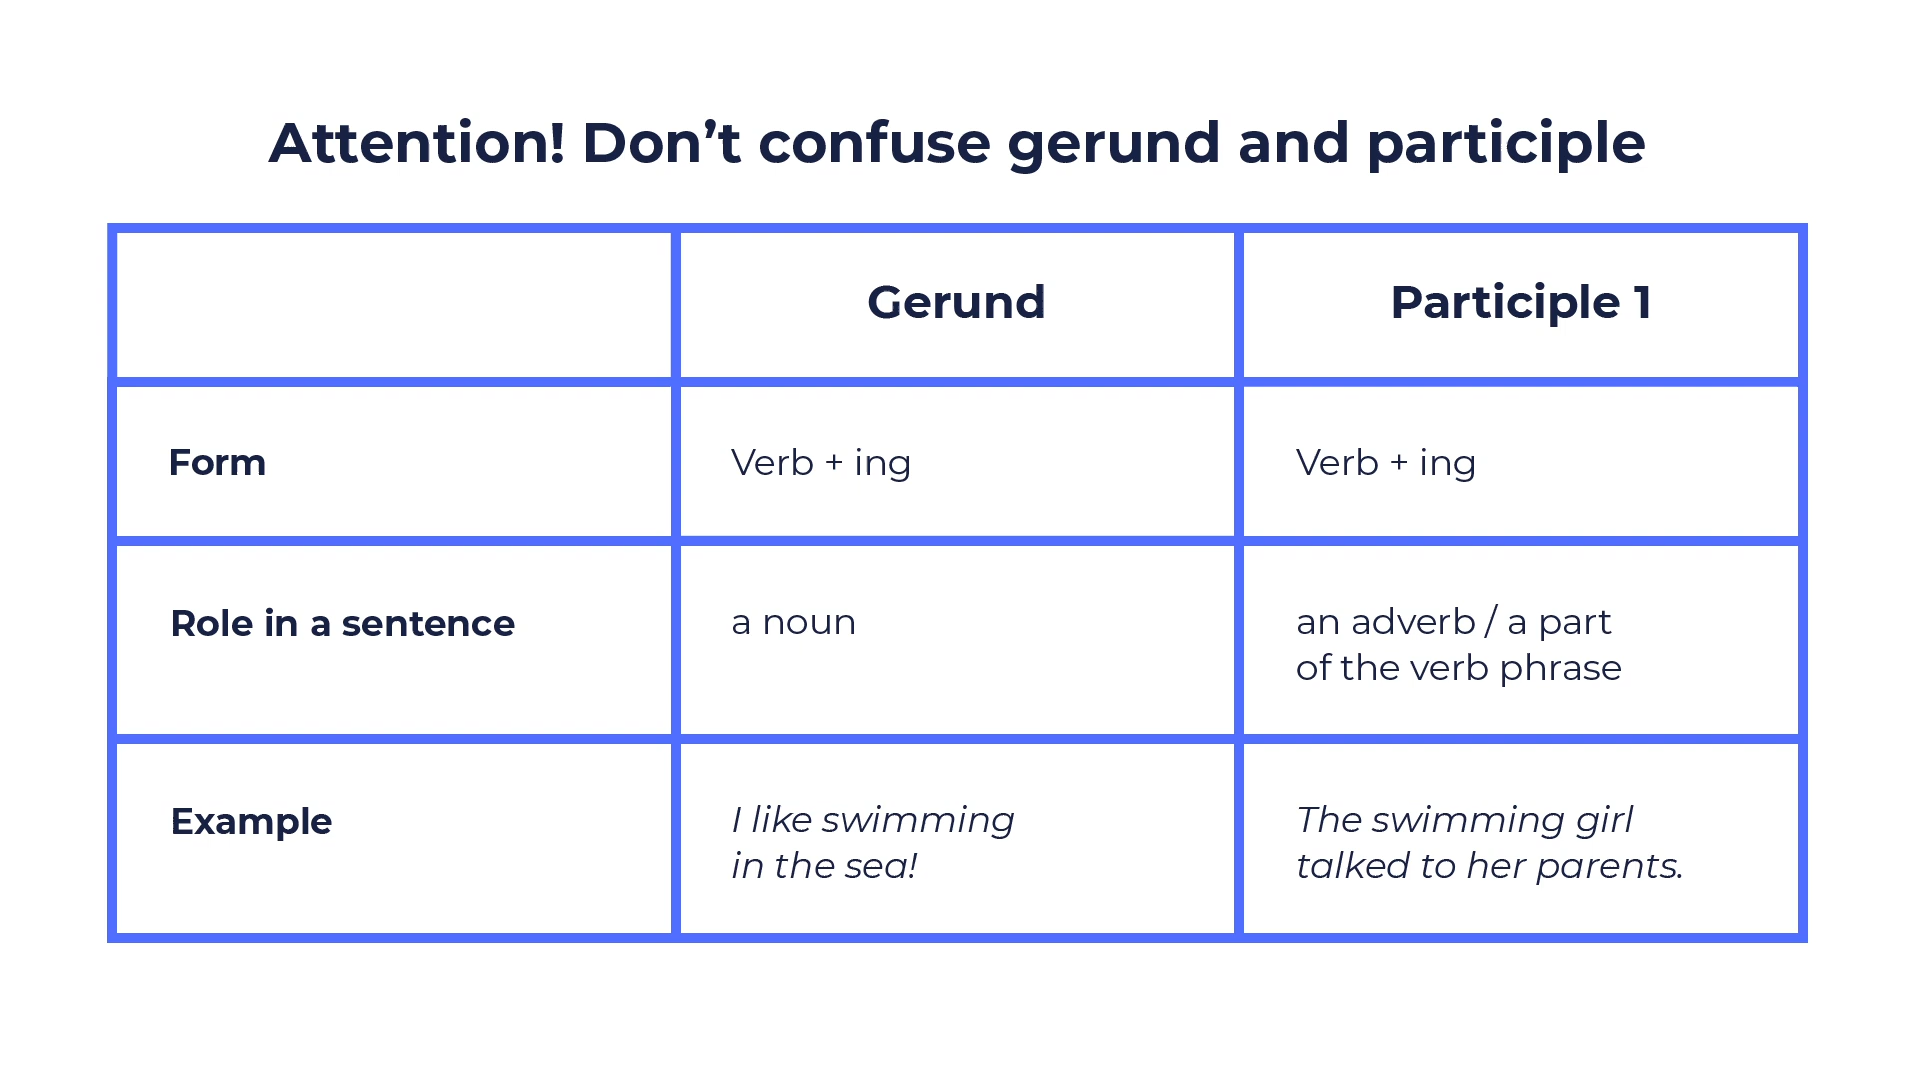 Attention! Don’t confuse gerund and participle
Gerund
Participle 1
Form
Verb + ing
Verb + ing
Role in a sentence
a noun
an adverb / a part
of the verb phrase
Example
I like swimming
in the sea!
The swimming girl
talked to her parents.